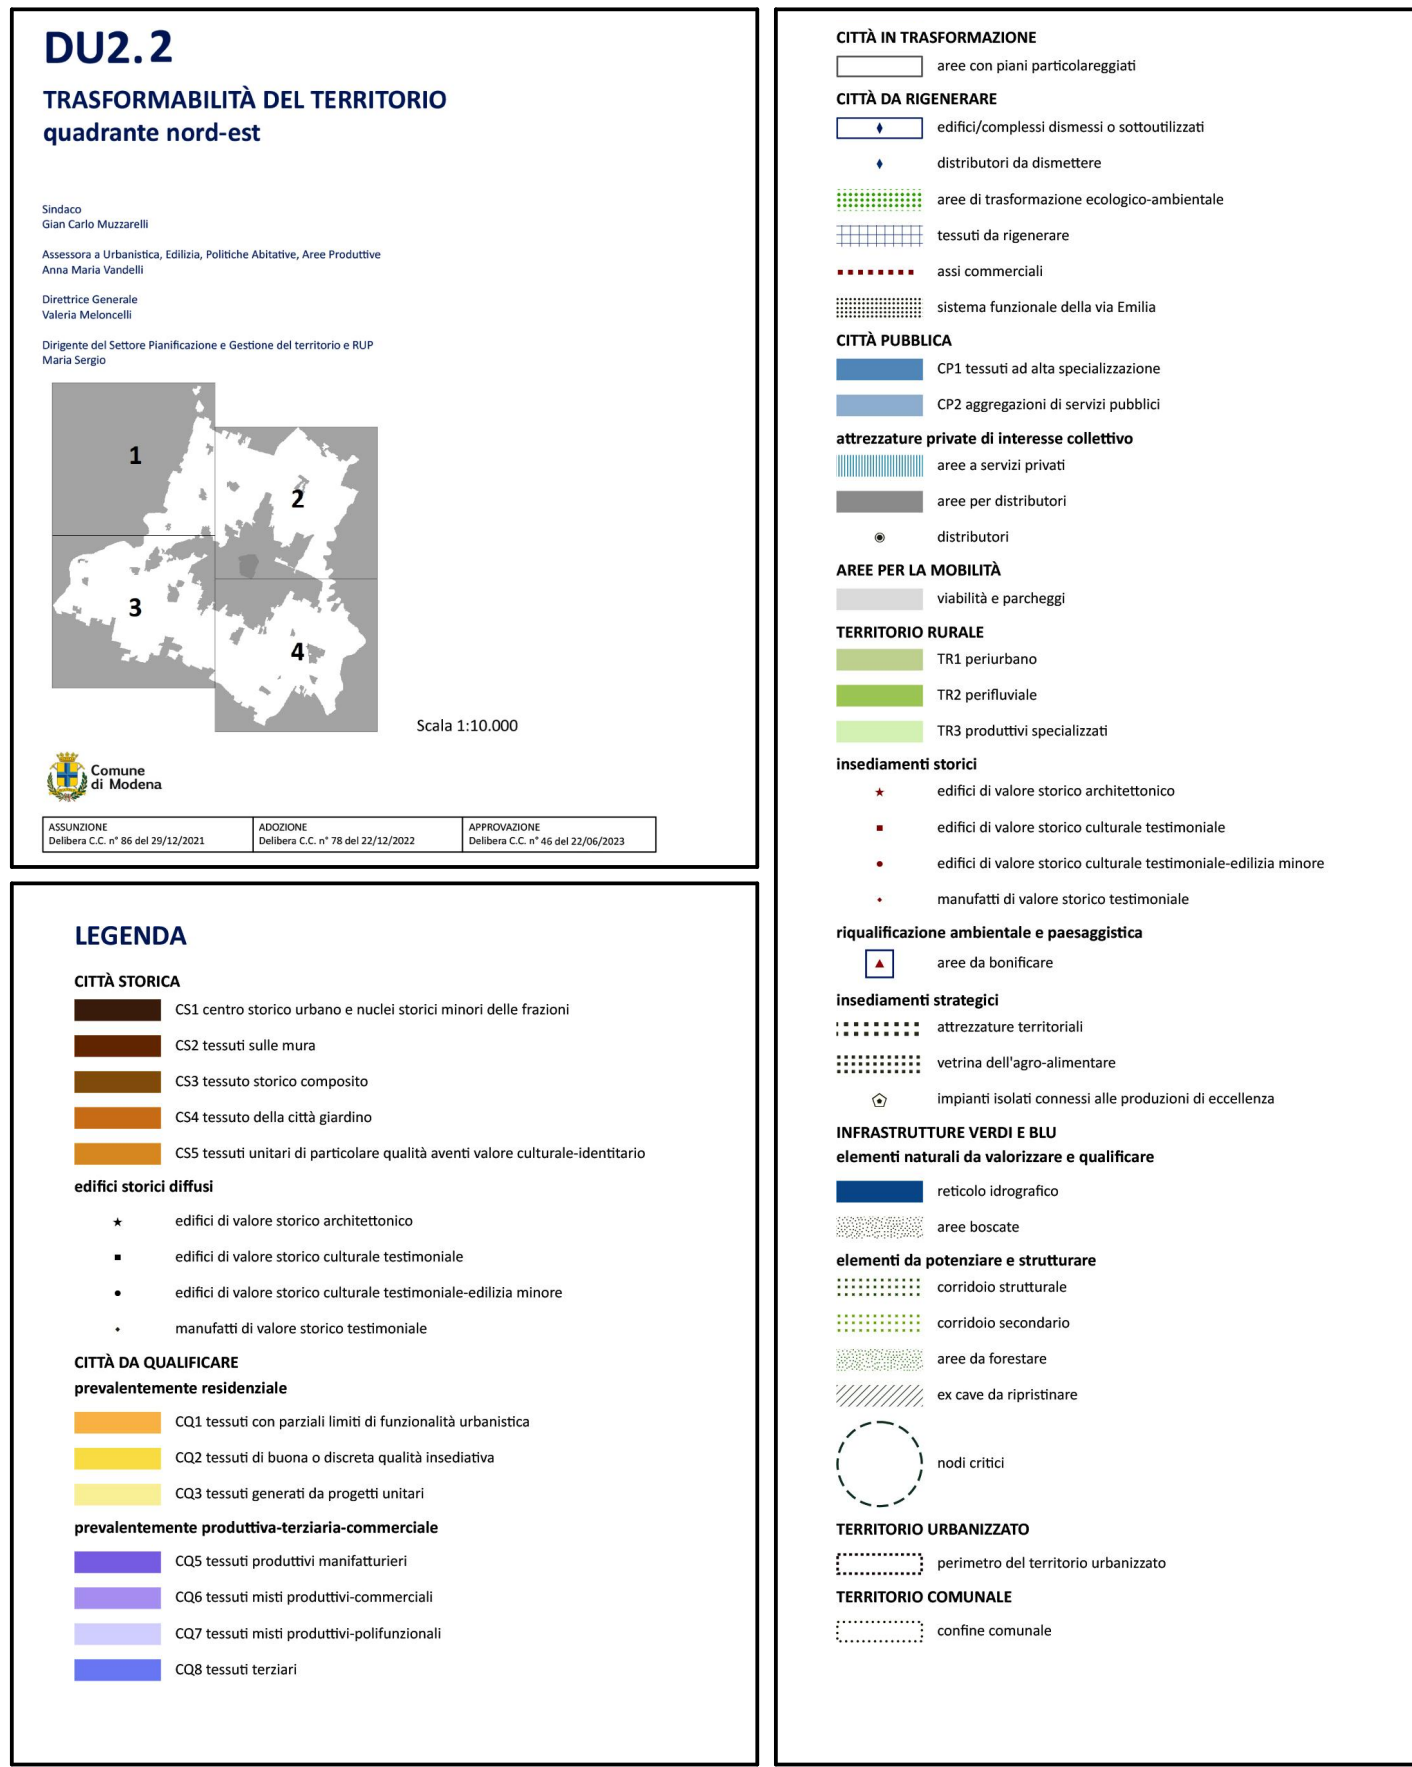 DU2.2
TRASFORMABILITÀ DEL TERRITORIO
quadrante nord-est
Sindaco
Gian Carlo Muzzarelli
Assessora a Urbanistica, Edilizia, Politiche Abitative, Aree Produttive
Anna Maria Vandelli
Direttrice Generale
Valeria Meloncelli
Dirigente del Settore Pianificazione e Gestione del territorio e RUP
Maria Sergio
1
2
3
4
Scala 1:10.000
Comune
di Modena
ASSUNZIONE
Delibera C.C. n° 86 del 29/12/2021
ADOZIONE
Delibera C.C. n° 78 del 22/12/2022
APPROVAZIONE
Delibera C.C. n° 46 del 22/06/2023
LEGENDA
CITTÀ STORICA
CS1 centro storico urbano e nuclei storici minori delle frazioni
CS2 tessuti sulle mura
CS3 tessuto storico composito
CS4 tessuto della città giardino
CS5 tessuti unitari di particolare qualità aventi valore culturale-identitario
edifici storici diffusi
edifici di valore storico architettonico
edifici di valore storico culturale testimoniale
edifici di valore storico culturale testimoniale-edilizia minore
manufatti di valore storico testimoniale
CITTÀ DA QUALIFICARE
prevalentemente residenziale
CQ1 tessuti con parziali limiti di funzionalità urbanistica
CQ2 tessuti di buona o discreta qualità insediativa
CQ3 tessuti generati da progetti unitari
prevalentemente produttiva-terziaria-commerciale
CQ5 tessuti produttivi manifatturieri
CQ6 tessuti misti produttivi-commerciali
CQ7 tessuti misti produttivi-polifunzionali
CQ8 tessuti terziari
CITTÀ IN TRASFORMAZIONE
aree con piani particolareggiati
CITTÀ DA RIGENERARE
edifici/complessi dismessi o sottoutilizzati
distributori da dismettere
aree di trasformazione ecologico-ambientale
tessuti da rigenerare
assi commerciali
sistema funzionale della via Emilia
CITTÀ PUBBLICA
CP1 tessuti ad alta specializzazione
CP2 aggregazioni di servizi pubblici
attrezzature private di interesse collettivo
aree a servizi privati
aree per distributori
distributori
AREE PER LA MOBILITÀ
viabilità e parcheggi
TERRITORIO RURALE
TR1 periurbano
TR2 perifluviale
TR3 produttivi specializzati
insediamenti storici
edifici di valore storico architettonico
edifici di valore storico culturale testimoniale
edifici di valore storico culturale testimoniale-edilizia minore
manufatti di valore storico testimoniale
riqualificazione ambientale e paesaggistica
aree da bonificare
insediamenti strategici
attrezzature territoriali
vetrina dell'agro-alimentare
impianti isolati connessi alle produzioni di eccellenza
INFRASTRUTTURE VERDI E BLU
elementi naturali da valorizzare e qualificare
reticolo idrografico
aree boscate
elementi da potenziare e strutturare
corridoio strutturale
corridoio secondario
aree da forestare
ex cave da ripristinare
nodi critici
TERRITORIO URBANIZZATO
perimetro del territorio urbanizzato
TERRITORIO COMUNALE
confine comunale